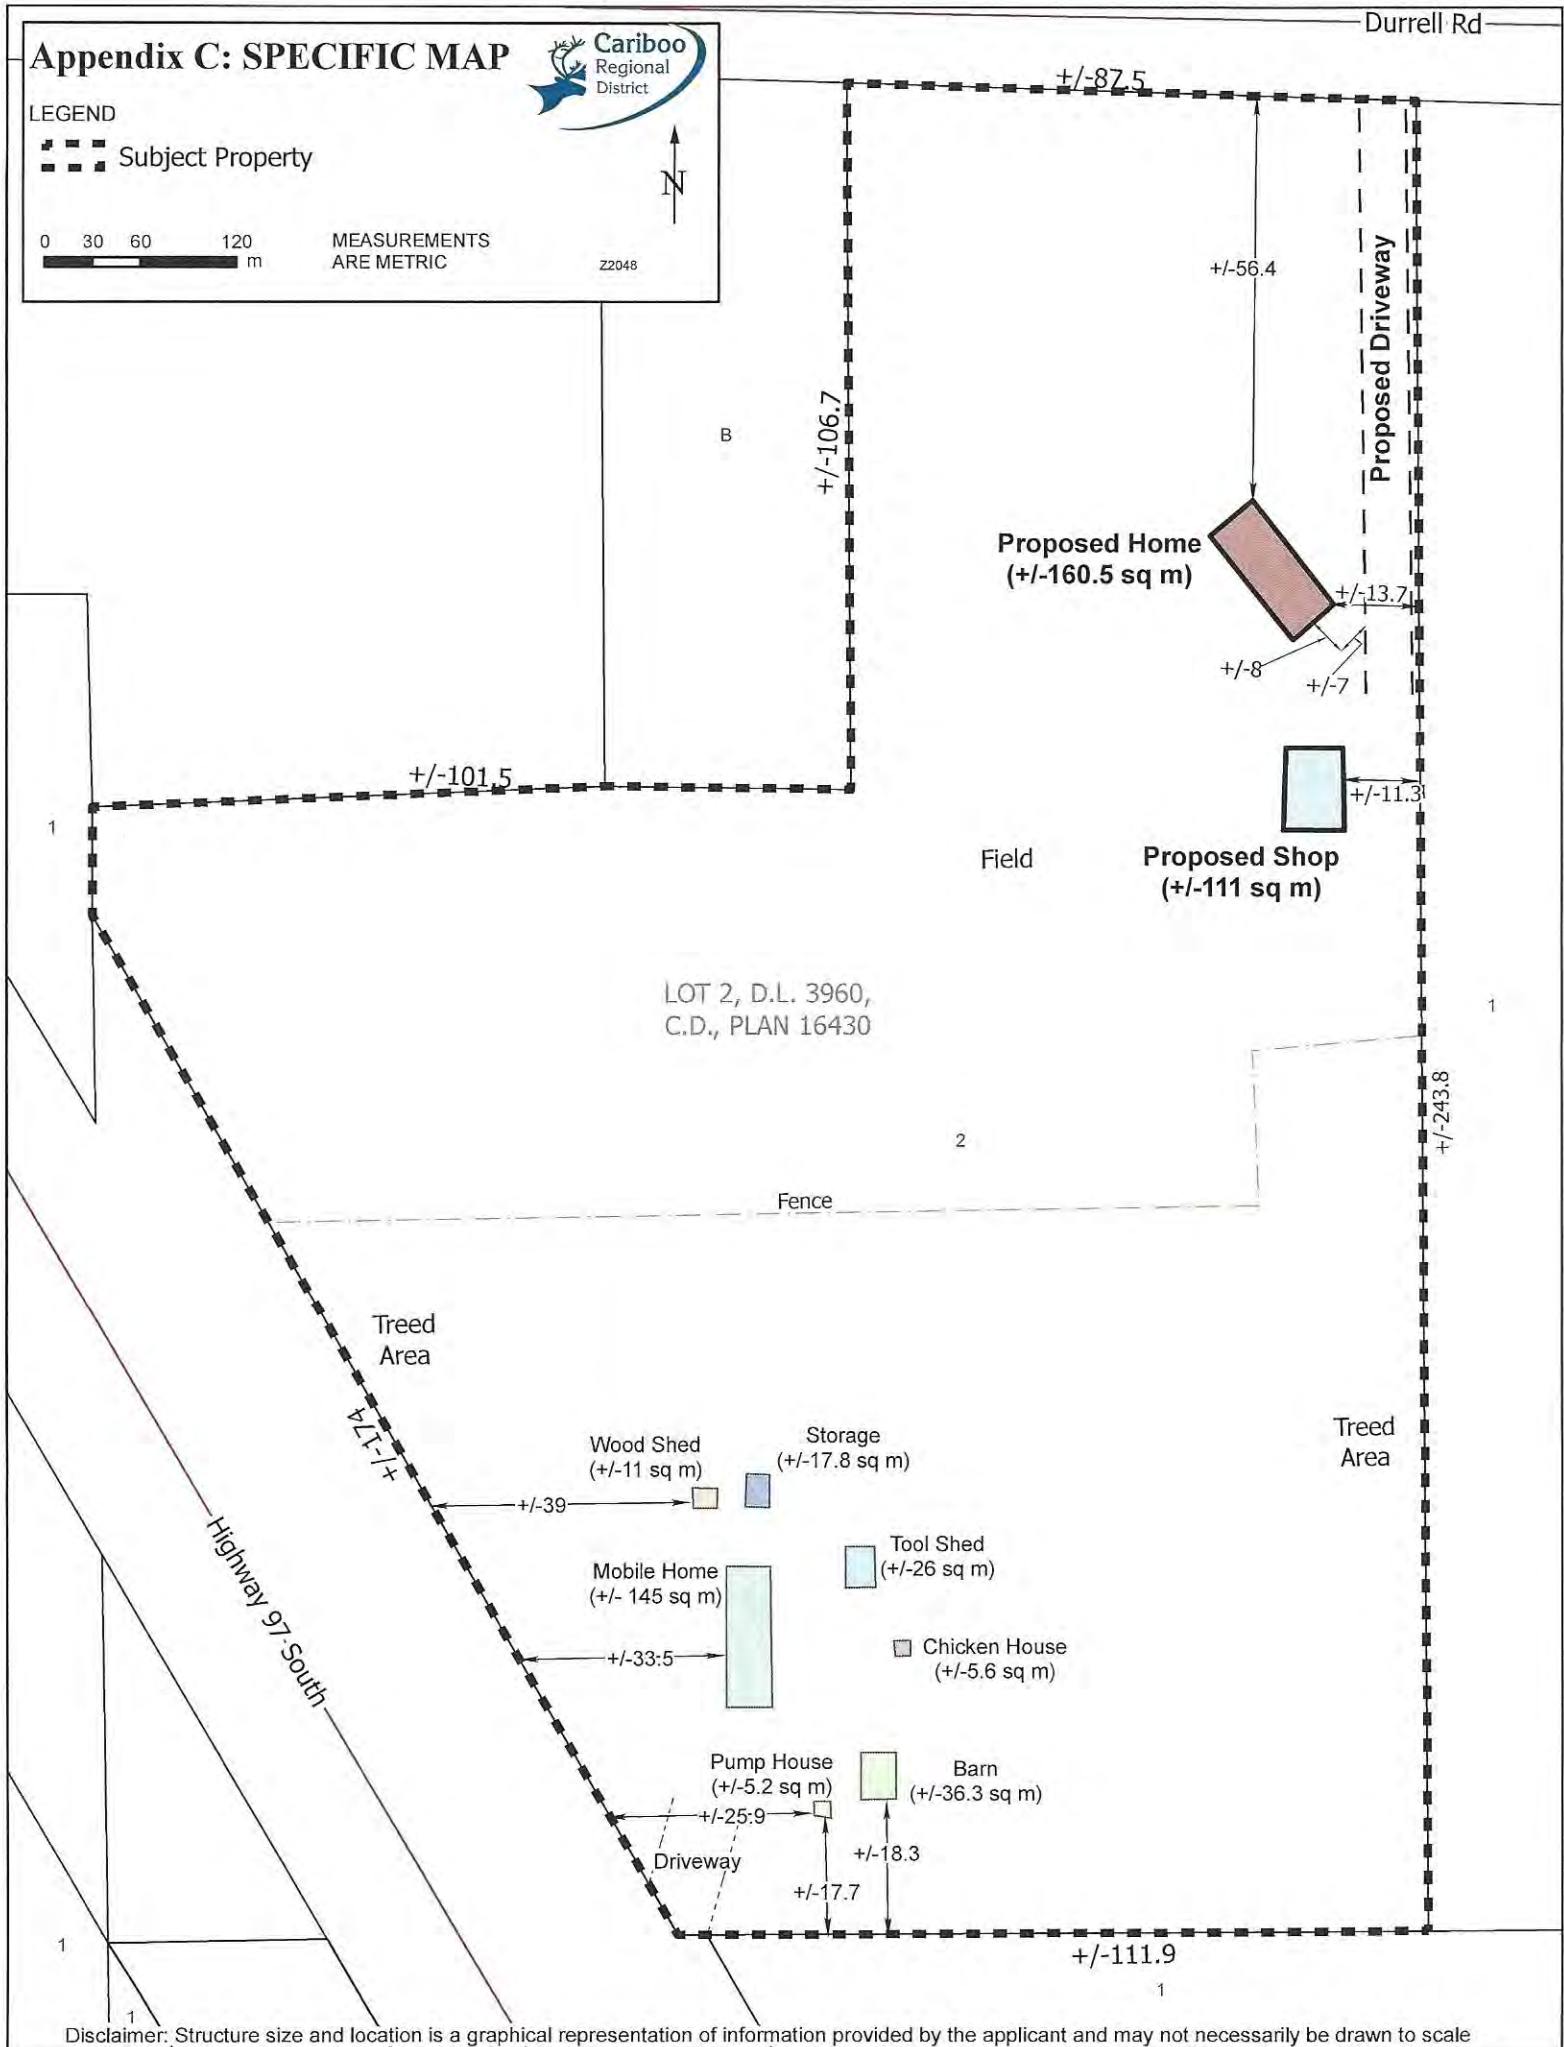 Durrell Rd
Appendix C: SPECIFIC MAP
Cariboo
Regional
District
LEGEND
Subject Property
N
0 30 60 120
m
MEASUREMENTS
ARE METRIC
Z2048
+/-87.5
+/-56.4
Proposed Driveway
+/-106.7
B
Proposed Home
(+/-160.5 sq m)
+/-13.7
+/-8
+/-7
+/-101.5
+/-11.3
1
Field
Proposed Shop
(+/-111 sq m)
LOT 2, D.L. 3960,
C.D., PLAN 16430
1
+/-243.8
2
Fence
Treed
Area
+/-174
Treed
Area
Wood Shed
(+/-11 sq m)
Storage
(+/-17.8 sq m)
+/-39
Highway 97 South
Tool Shed
(+/-26 sq m)
Mobile Home
(+/- 145 sq m)
Chicken House
(+/-5.6 sq m)
+/-33.5
Pump House
(+/-5.2 sq m)
Barn
(+/-36.3 sq m)
+/-25.9
+/-18.3
Driveway
+/-17.7
1
+/-111.9
1
1
Disclaimer: Structure size and location is a graphical representation of information provided by the applicant and may not necessarily be drawn to scale